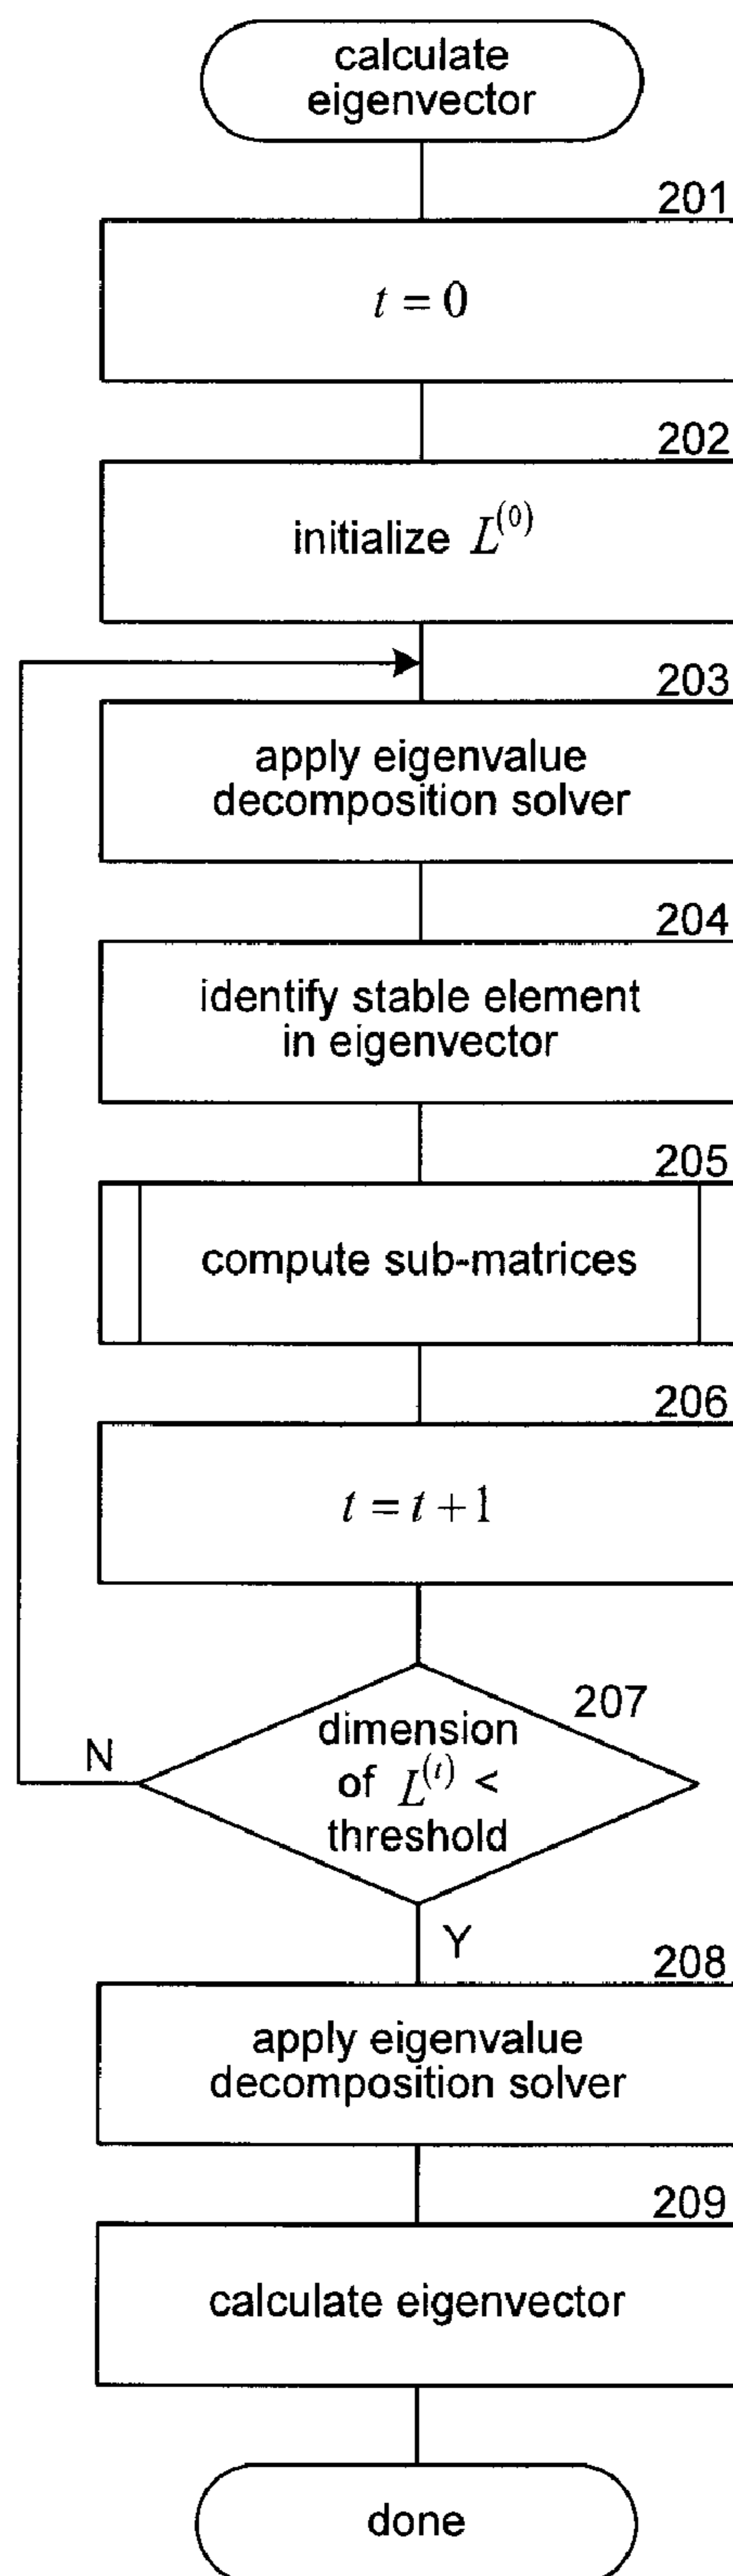 calculate
eigenvector
201
t = 0
202
initialize L^(0)
203
apply eigenvalue
decomposition solver
204
identify stable element
in eigenvector
205
compute sub-matrices
206
t = t + 1
207
dimension
of L^(t) <
threshold
N
Y
208
apply eigenvalue
decomposition solver
209
calculate eigenvector
done